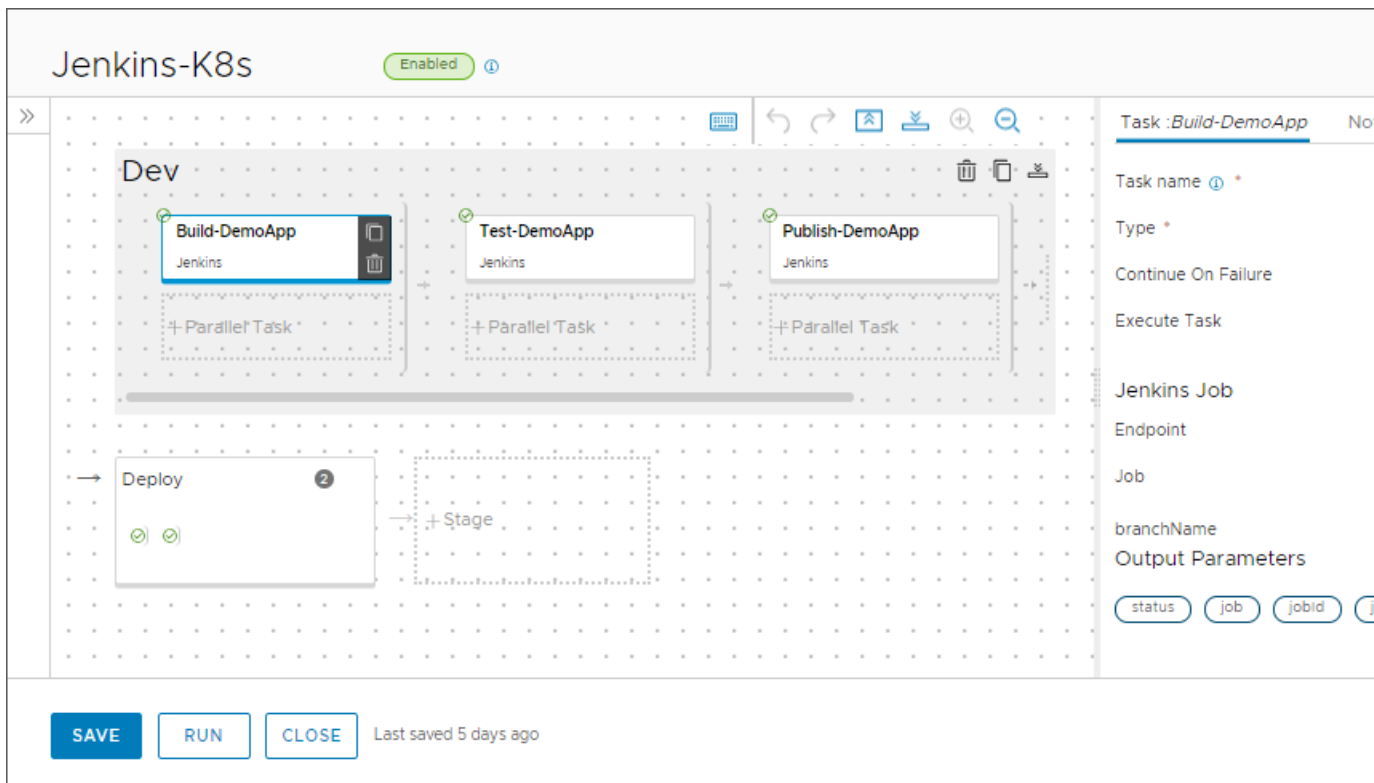 Jenkins-K8s
Enabled
Task :Build-DemoApp
Dev
Task name *
Type *
Continue On Failure
Execute Task
Build-DemoApp
Jenkins
Test-DemoApp
Jenkins
Publish-DemoApp
Jenkins
+ Parallel Task
+ Parallel Task
+ Parallel Task
Jenkins Job
Endpoint
Job
branchName
Output Parameters
status
job
jobId
Deploy
2
+ Stage
SAVE
RUN
CLOSE
Last saved 5 days ago